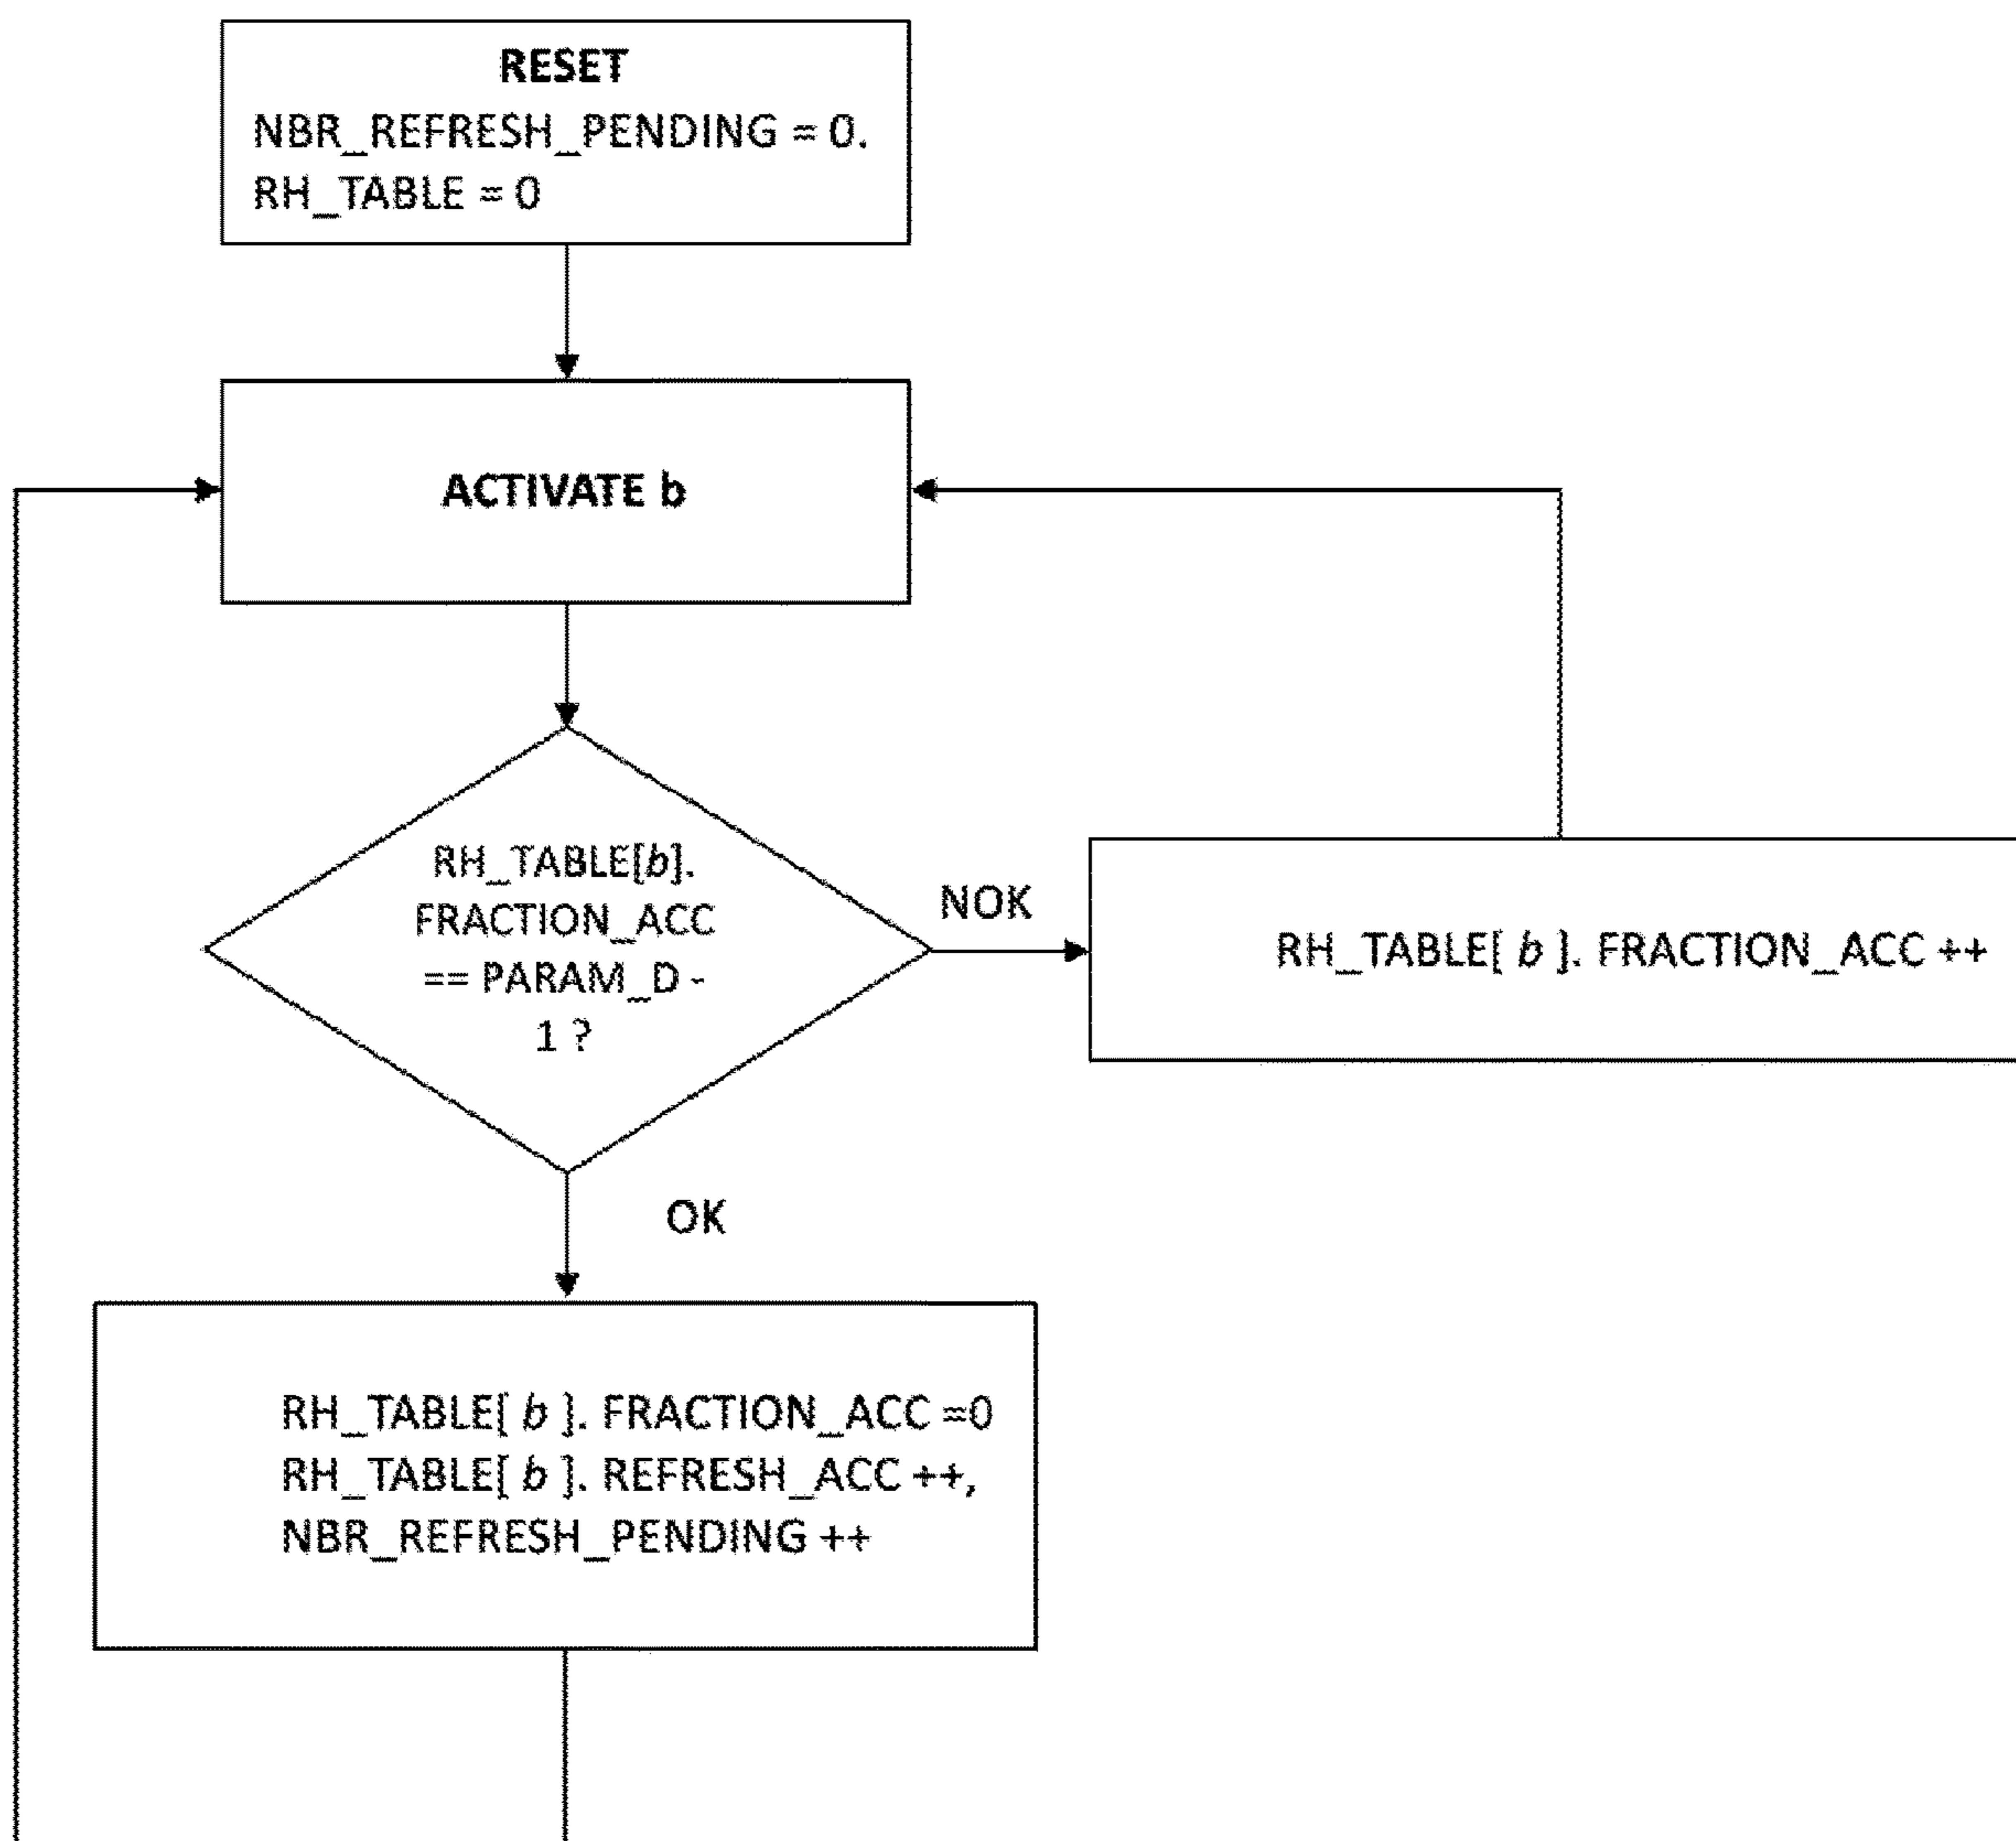 RESET
NBR_REFRESH_PENDING = 0.
RH_TABLE = 0
ACTIVATE b
RH_TABLE[b].
FRACTION_ACC
== PARAM_D -
1 ?
NOK
RH_TABLE[ b ]. FRACTION_ACC ++
OK
RH_TABLE[ b ]. FRACTION_ACC =0
RH_TABLE[ b ]. REFRESH_ACC ++,
NBR_REFRESH_PENDING ++